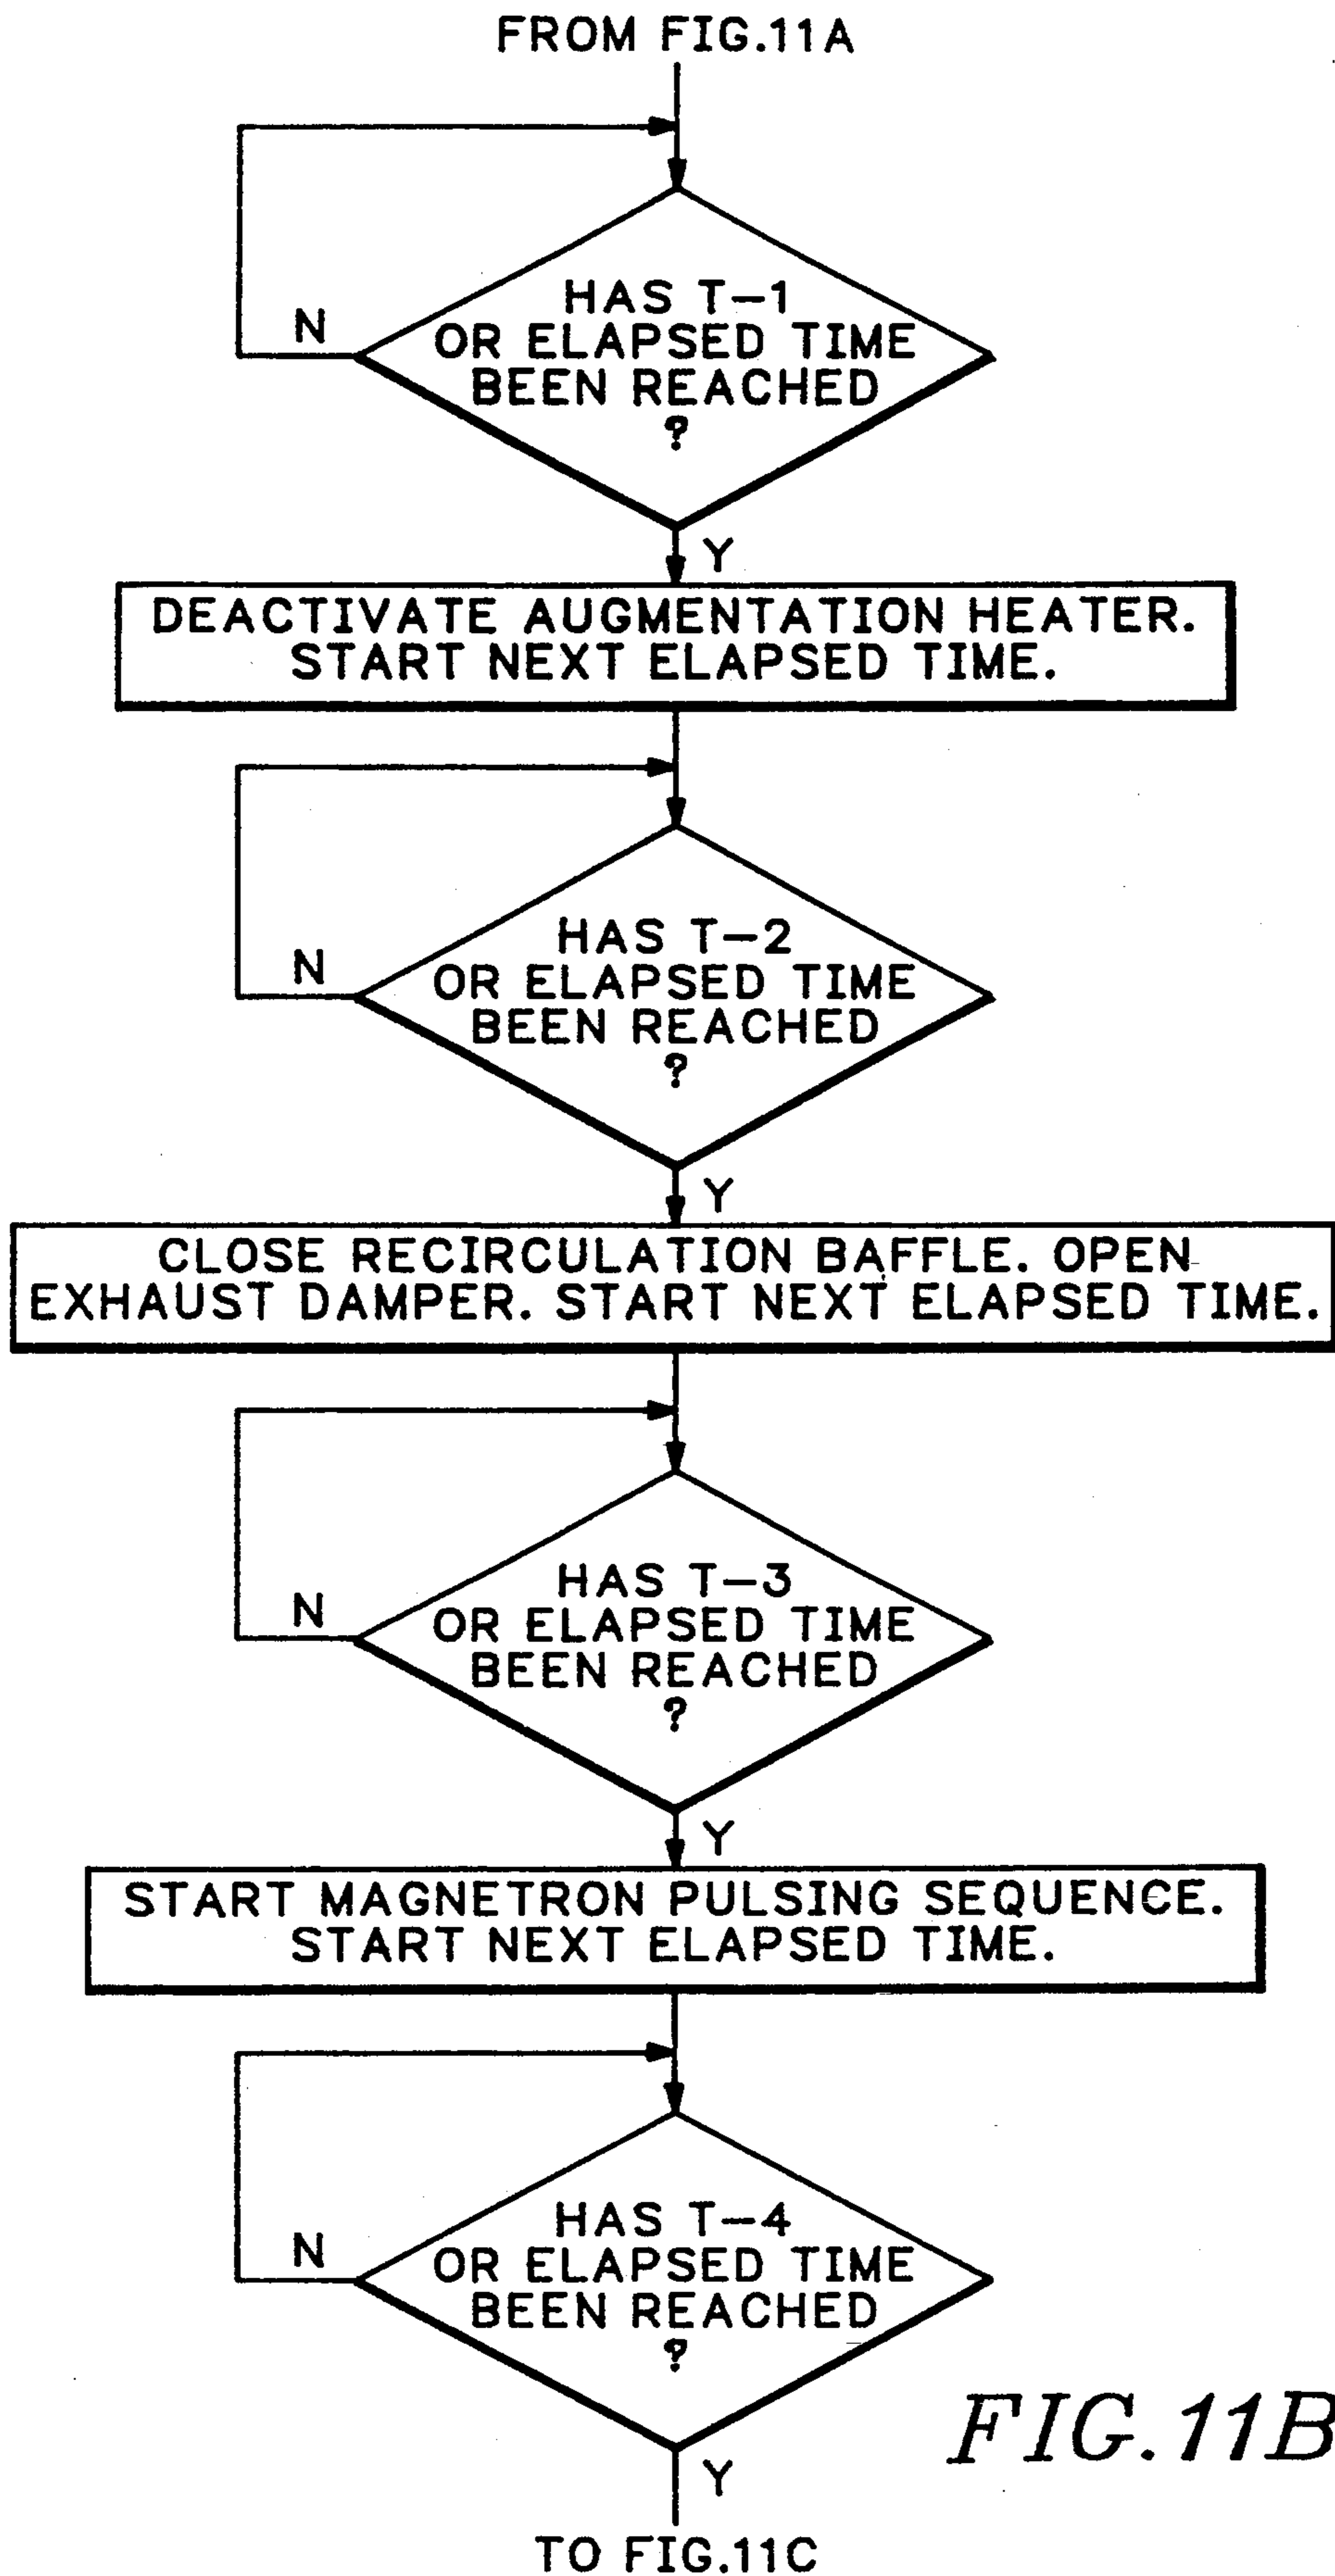 FROM FIG.11A
HAS T-1
OR ELAPSED TIME
BEEN REACHED
?
N
Y
DEACTIVATE AUGMENTATION HEATER.
START NEXT ELAPSED TIME.
HAS T-2
OR ELAPSED TIME
BEEN REACHED
?
N
Y
CLOSE RECIRCULATION BAFFLE. OPEN
EXHAUST DAMPER. START NEXT ELAPSED TIME.
HAS T-3
OR ELAPSED TIME
BEEN REACHED
?
N
Y
START MAGNETRON PULSING SEQUENCE.
START NEXT ELAPSED TIME.
HAS T-4
OR ELAPSED TIME
BEEN REACHED
?
N
Y
FIG.11B
TO FIG.11C